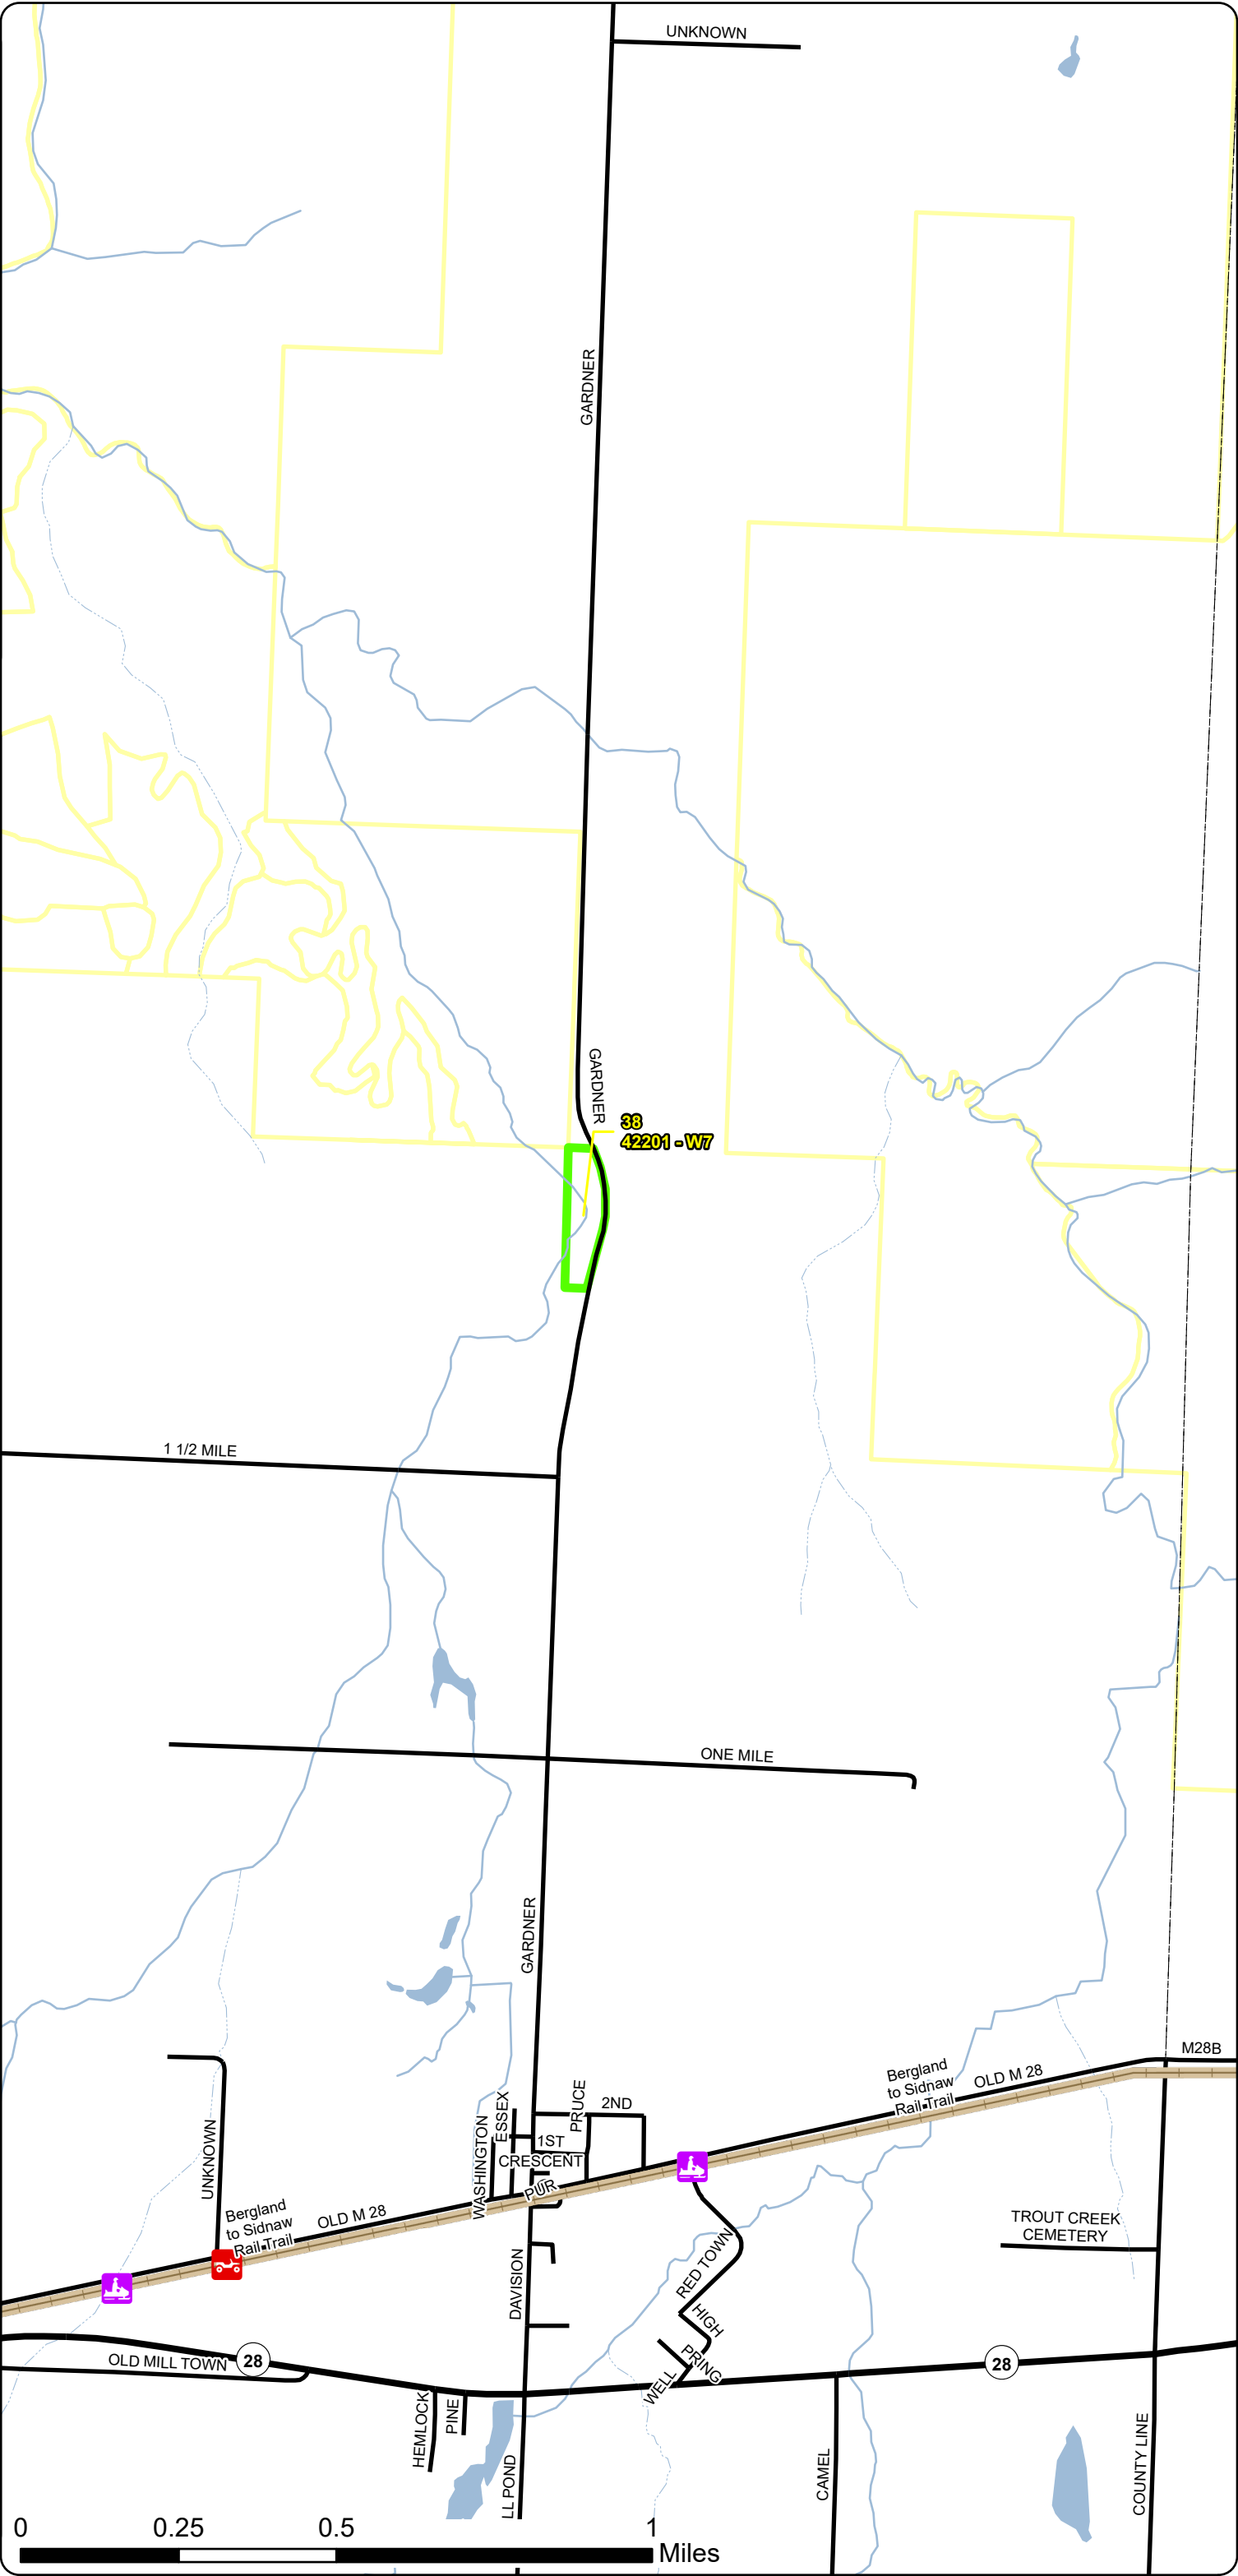 UNKNOWN
GARDNER
GARDNER
38
42201 - W7
1 1/2 MILE
ONE MILE
GARDNER
M28B
Bergland
to Sidnaw
Rail Trail
OLD M 28
PRUCE
2ND
ESSEX
WASHINGTON
1ST
CRESCENT
PUR
UNKNOWN
Bergland
to Sidnaw
Rail Trail
OLD M 28
TROUT CREEK
CEMETERY
DAVISION
RED TOWN
HIGH
PRING
WELL
OLD MILL TOWN
28
28
HEMLOCK
PINE
LL POND
CAMEL
COUNTY LINE
0 0.25 0.5 1
Miles